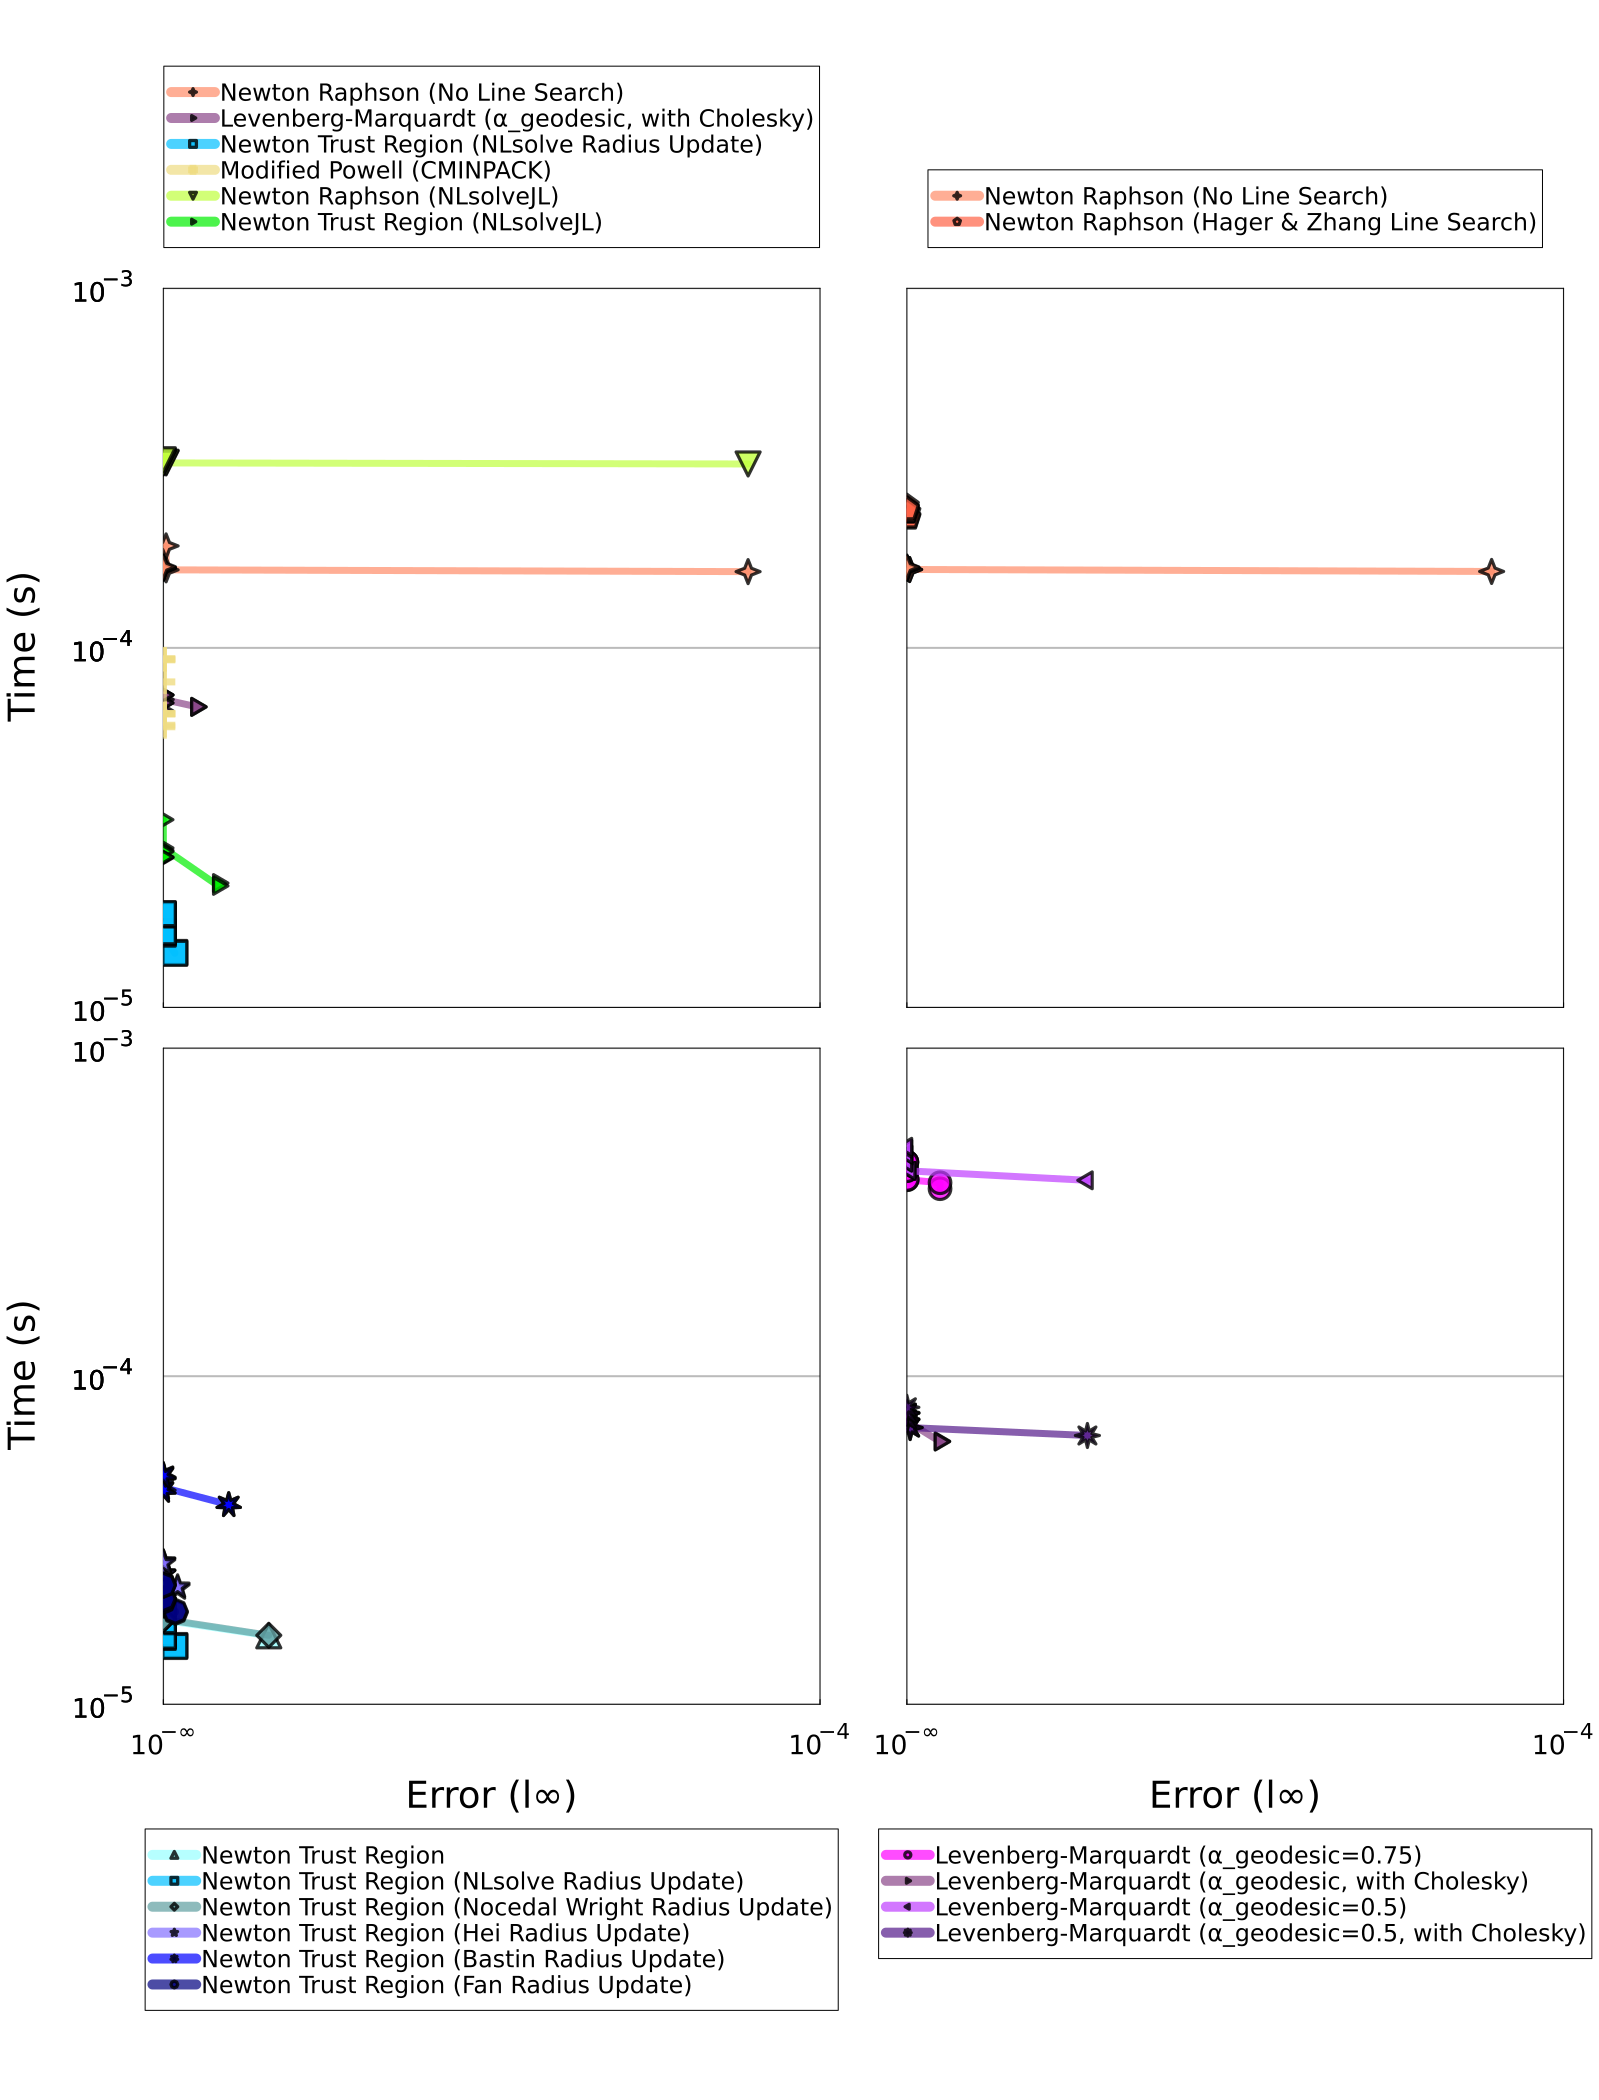 Newton Raphson (No Line Search)
Levenberg-Marquardt (α_geodesic, with Cholesky)
Newton Trust Region (NLsolve Radius Update)
Modified Powell (CMINPACK)
Newton Raphson (NLsolveJL)
Newton Trust Region (NLsolveJL)
Newton Raphson (No Line Search)
Newton Raphson (Hager & Zhang Line Search)
10⁻³
Time (s)
10⁻⁴
10⁻⁵
10⁻³
Time (s)
10⁻⁴
10⁻⁵
10⁻∞
10⁻⁴
10⁻∞
10⁻⁴
Error (l∞)
Error (l∞)
Newton Trust Region
Newton Trust Region (NLsolve Radius Update)
Newton Trust Region (Nocedal Wright Radius Update)
Newton Trust Region (Hei Radius Update)
Newton Trust Region (Bastin Radius Update)
Newton Trust Region (Fan Radius Update)
Levenberg-Marquardt (α_geodesic=0.75)
Levenberg-Marquardt (α_geodesic, with Cholesky)
Levenberg-Marquardt (α_geodesic=0.5)
Levenberg-Marquardt (α_geodesic=0.5, with Cholesky)